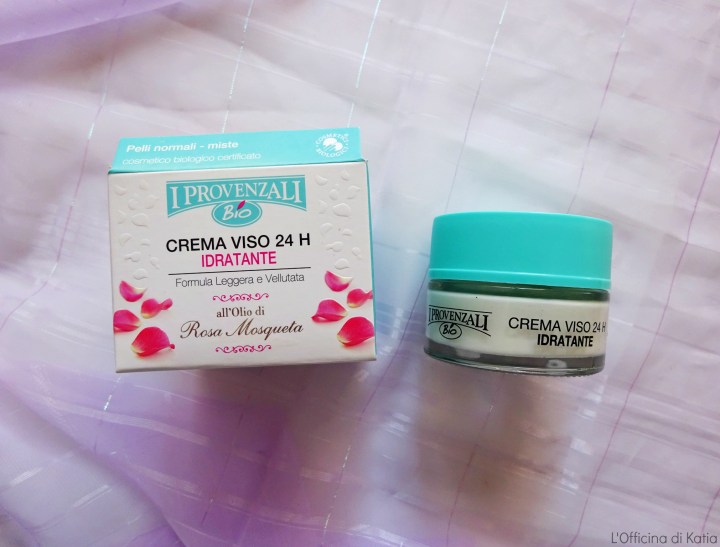 Pelli normali - miste
cosmetico biologico certificato
I PROVENZALI
Bio
CREMA VISO 24 H
IDRATANTE
Formula Leggera e Vellutata
all'Olio di
Rosa Mosqueta
I PROVENZALI
Bio
CREMA VISO 24 H
IDRATANTE
L'Officina di Katia